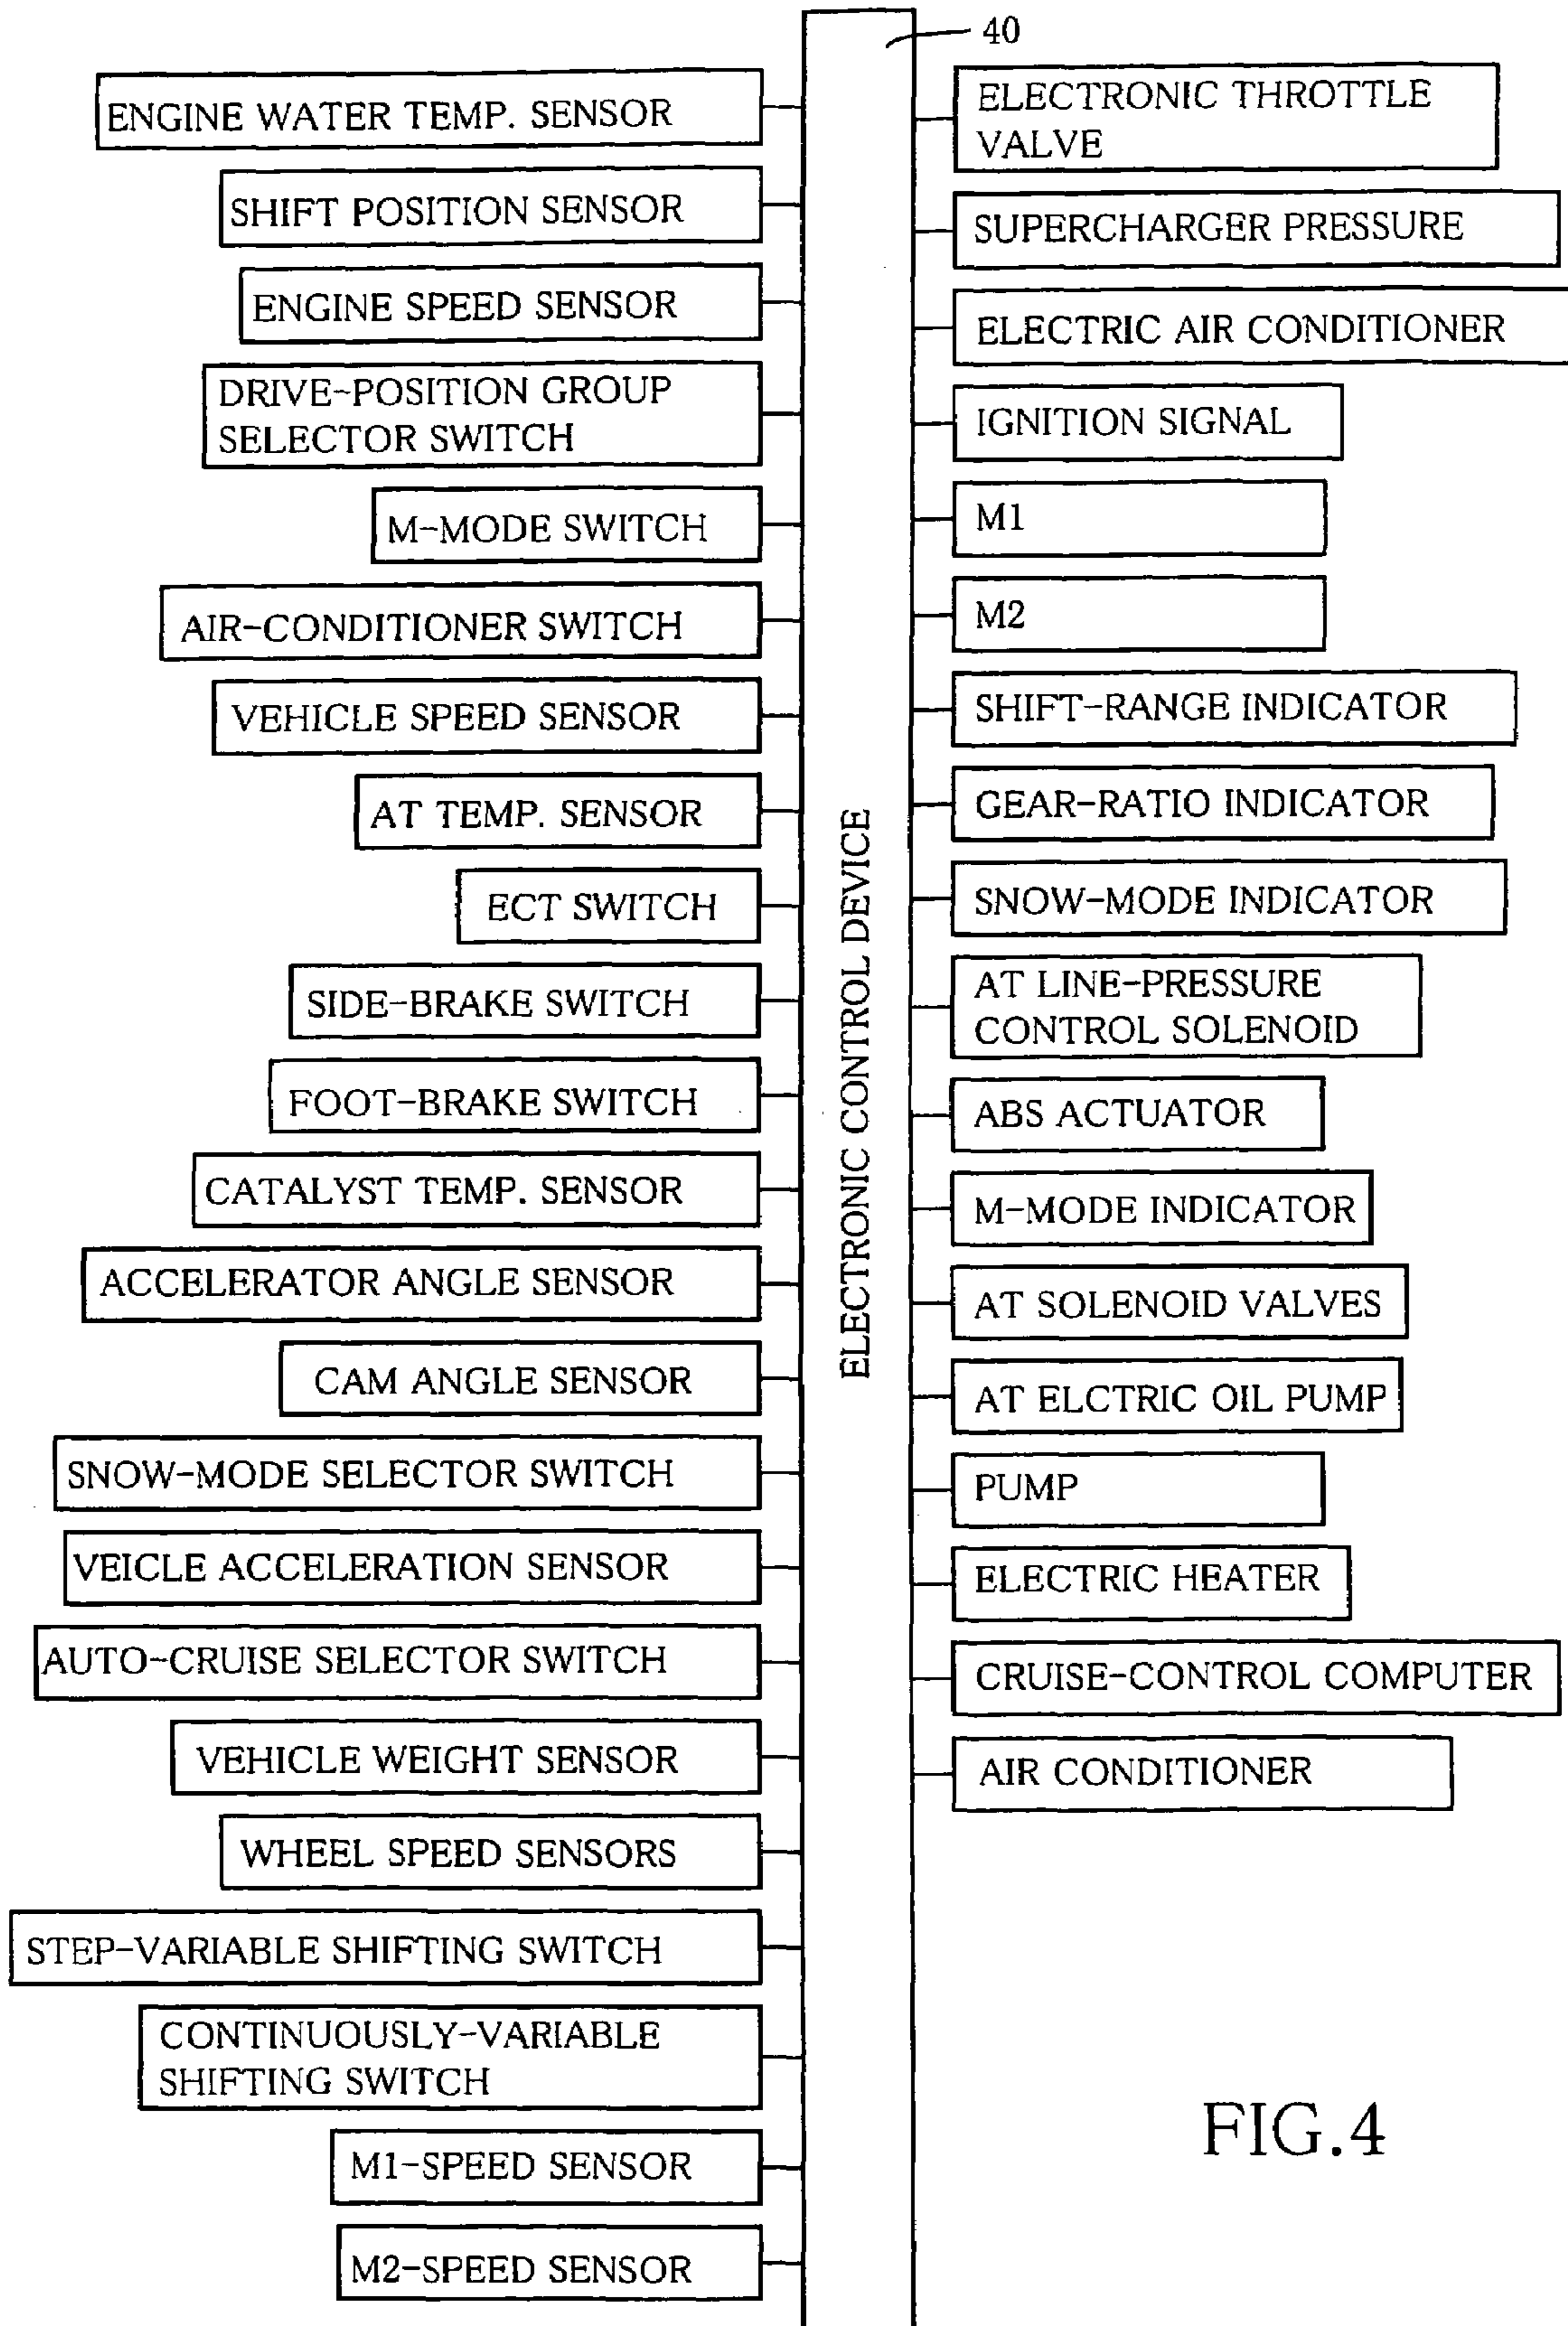 40
ENGINE WATER TEMP. SENSOR
SHIFT POSITION SENSOR
ENGINE SPEED SENSOR
DRIVE-POSITION GROUP
SELECTOR SWITCH
M-MODE SWITCH
AIR-CONDITIONER SWITCH
VEHICLE SPEED SENSOR
AT TEMP. SENSOR
ECT SWITCH
SIDE-BRAKE SWITCH
FOOT-BRAKE SWITCH
CATALYST TEMP. SENSOR
ACCELERATOR ANGLE SENSOR
CAM ANGLE SENSOR
SNOW-MODE SELECTOR SWITCH
VEICLE ACCELERATION SENSOR
AUTO-CRUISE SELECTOR SWITCH
VEHICLE WEIGHT SENSOR
WHEEL SPEED SENSORS
STEP-VARIABLE SHIFTING SWITCH
CONTINUOUSLY-VARIABLE
SHIFTING SWITCH
M1-SPEED SENSOR
M2-SPEED SENSOR
ELECTRONIC CONTROL DEVICE
ELECTRONIC THROTTLE
VALVE
SUPERCHARGER PRESSURE
ELECTRIC AIR CONDITIONER
IGNITION SIGNAL
M1
M2
SHIFT-RANGE INDICATOR
GEAR-RATIO INDICATOR
SNOW-MODE INDICATOR
AT LINE-PRESSURE
CONTROL SOLENOID
ABS ACTUATOR
M-MODE INDICATOR
AT SOLENOID VALVES
AT ELCTRIC OIL PUMP
PUMP
ELECTRIC HEATER
CRUISE-CONTROL COMPUTER
AIR CONDITIONER
FIG.4